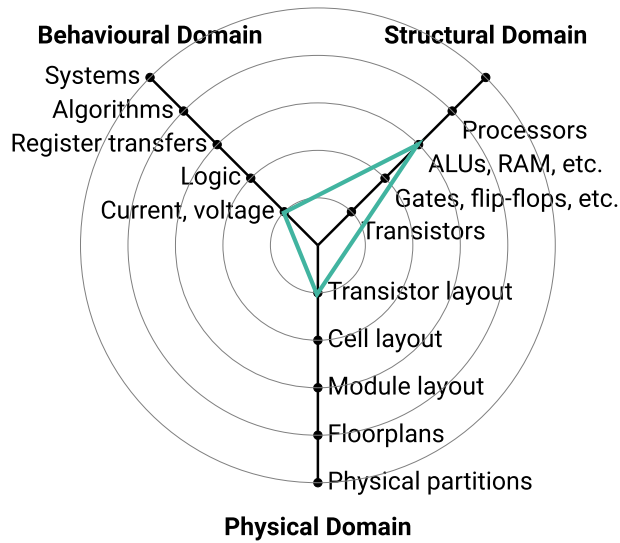 Behavioural Domain
Structural Domain
Systems
Algorithms
Register transfers
Logic
Current, voltage
Processors
ALUs, RAM, etc.
Gates, flip-flops, etc.
Transistors
Transistor layout
Cell layout
Module layout
Floorplans
Physical partitions
Physical Domain